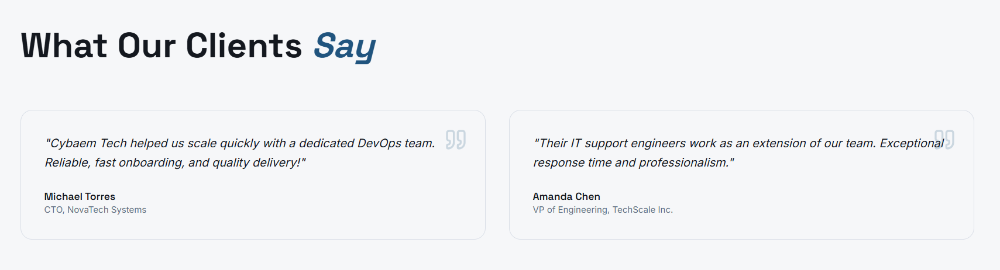 What Our Clients Say
"Cybaem Tech helped us scale quickly with a dedicated DevOps team.
Reliable, fast onboarding, and quality delivery!"
Michael Torres
CTO, NovaTech Systems
"Their IT support engineers work as an extension of our team. Exceptional
response time and professionalism."
Amanda Chen
VP of Engineering, TechScale Inc.